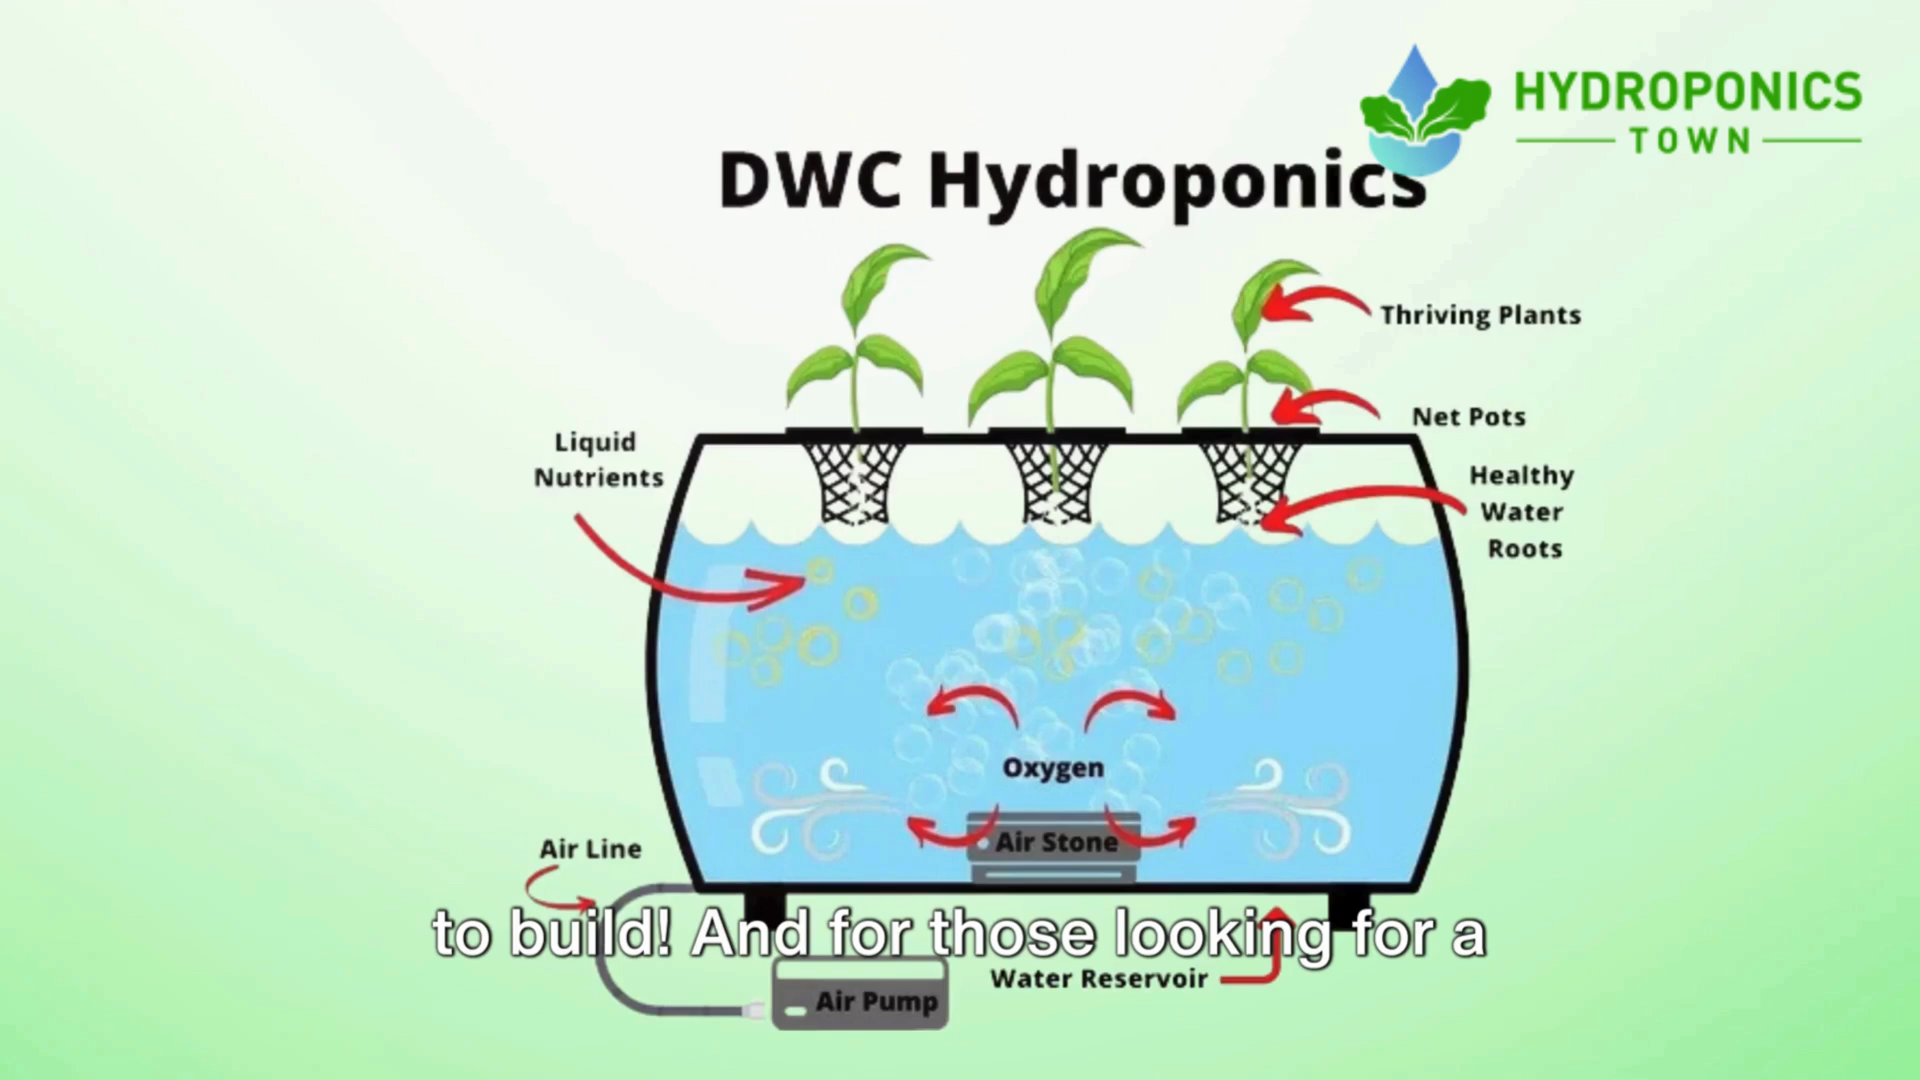 HYDROPONICS
TOWN
DWC Hydroponics
Thriving Plants
Net Pots
Liquid
Nutrients
Healthy
Water
Roots
Oxygen
Air Stone
Air Line
to build! And for those looking for a
Water Reservoir
Air Pump